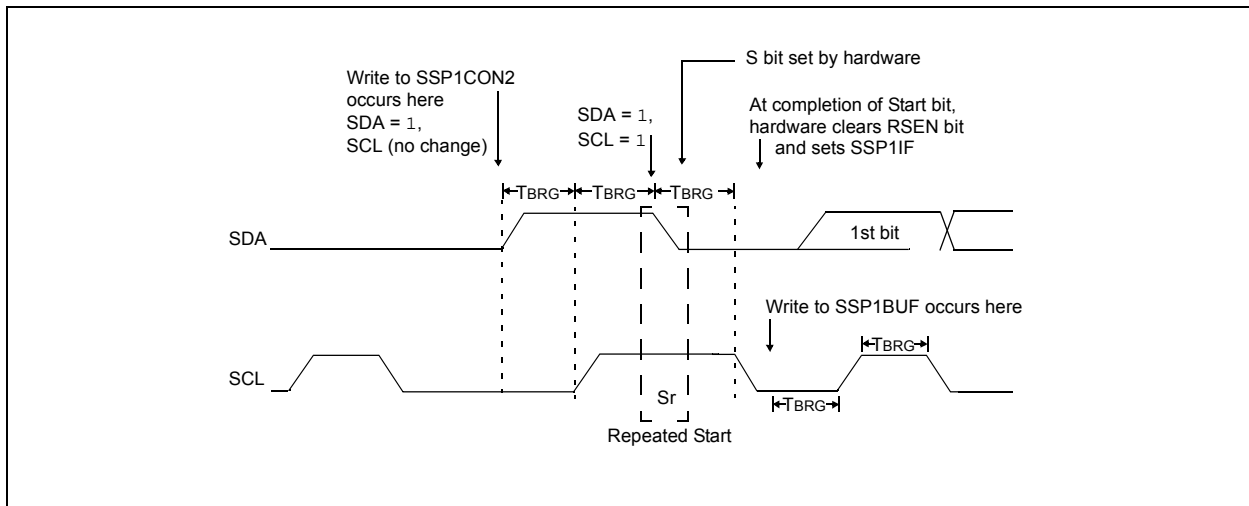 S bit set by hardware
Write to SSP1CON2
occurs here
SDA = 1,
SCL (no change)
SDA = 1,
SCL = 1
At completion of Start bit,
hardware clears RSEN bit
and sets SSP1IF
TBRG TBRG TBRG
SDA
1st bit
Write to SSP1BUF occurs here
TBRG
SCL
Sr
TBRG
Repeated Start